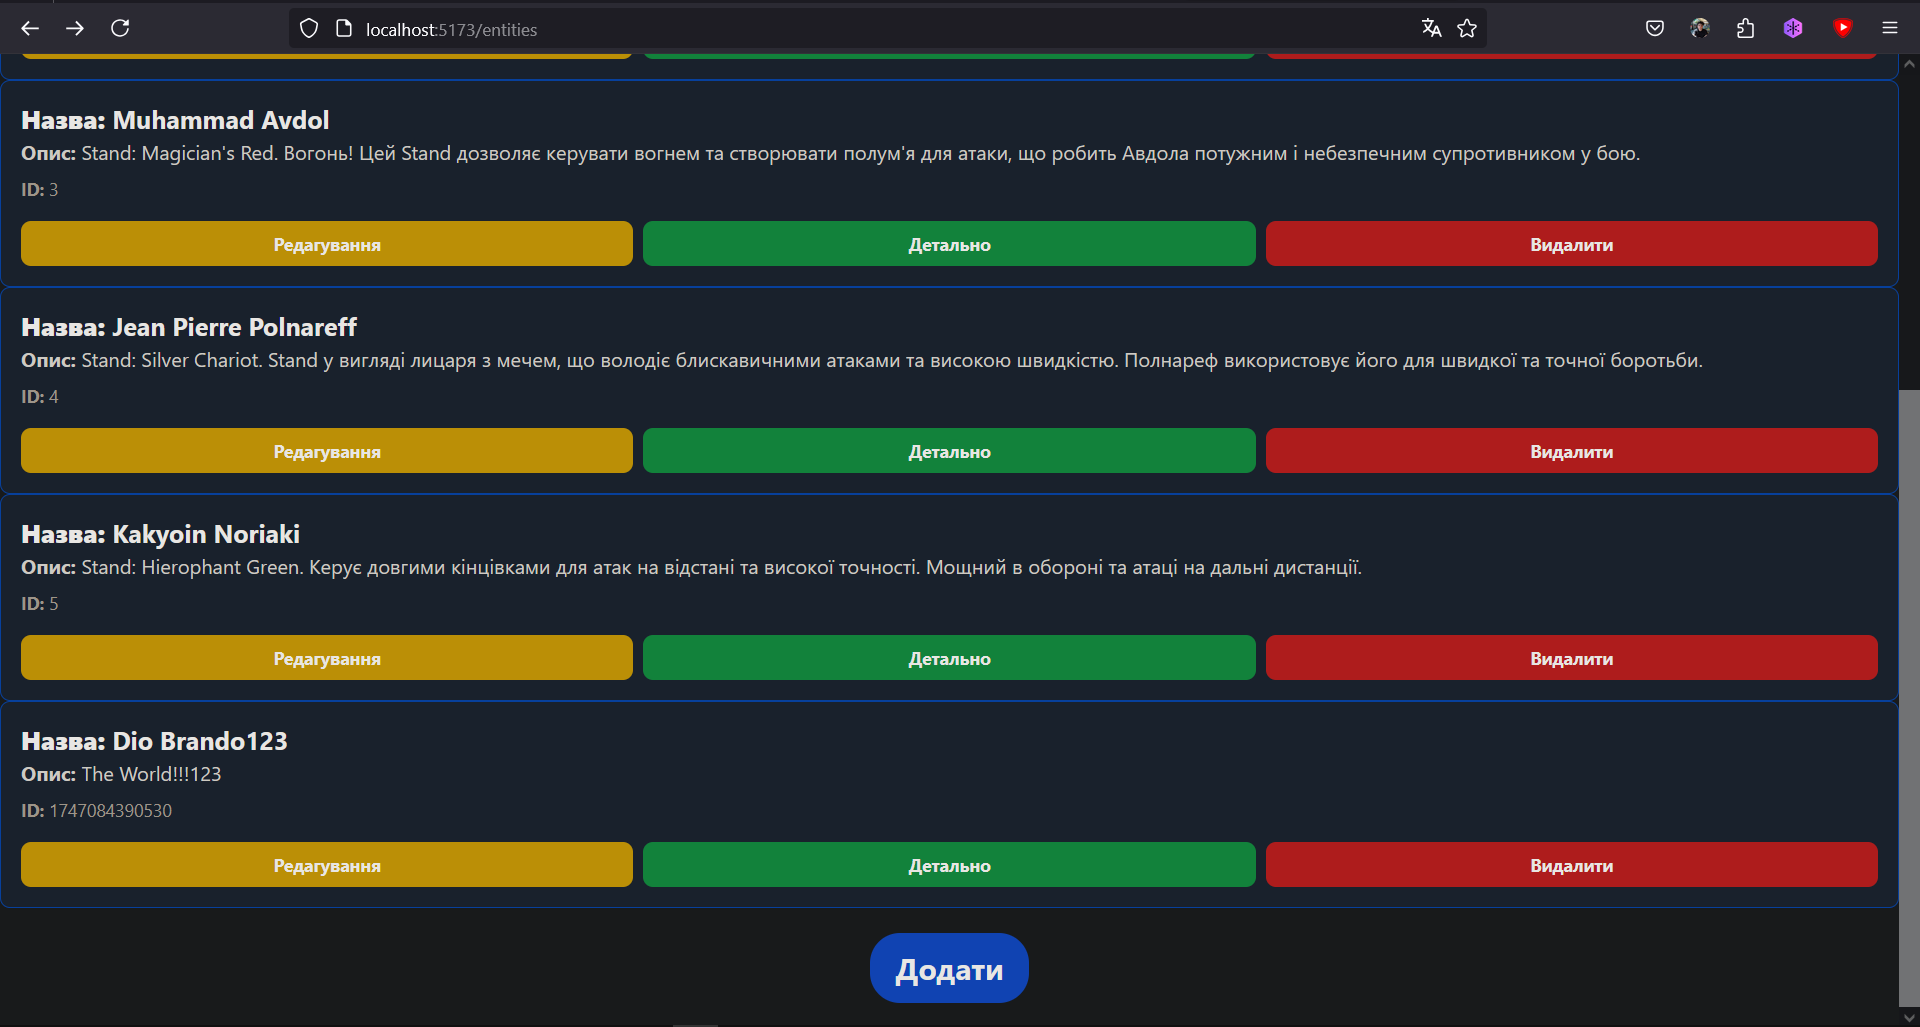 localhost:5173/entities
Назва: Muhammad Avdol
Опис: Stand: Magician's Red. Вогонь! Цей Stand дозволяє керувати вогнем та створювати полум'я для атаки, що робить Авдола потужним і небезпечним супротивником у бою.
ID: 3
Редагування Детально Видалити
Назва: Jean Pierre Polnareff
Опис: Stand: Silver Chariot. Stand у вигляді лицаря з мечем, що володіє блискавичними атаками та високою швидкістю. Полнареф використовує його для швидкої та точної боротьби.
ID: 4
Редагування Детально Видалити
Назва: Kakyoin Noriaki
Опис: Stand: Hierophant Green. Керує довгими кінцівками для атак на відстані та високої точності. Мощний в обороні та атаці на дальні дистанції.
ID: 5
Редагування Детально Видалити
Назва: Dio Brando123
Опис: The World!!!123
ID: 1747084390530
Редагування Детально Видалити
Додати